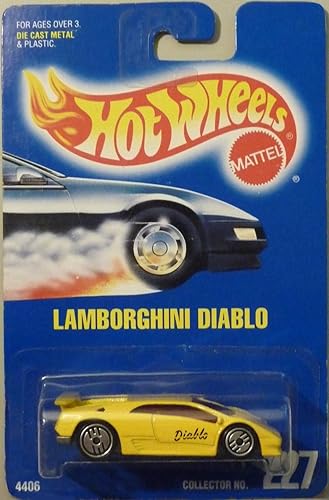 FOR AGES OVER 3.
DIE CAST METAL
& PLASTIC.
HOT WHEELS
®
MATTEL
®
LAMBORGHINI DIABLO
Diablo
4406
COLLECTOR NO. 227